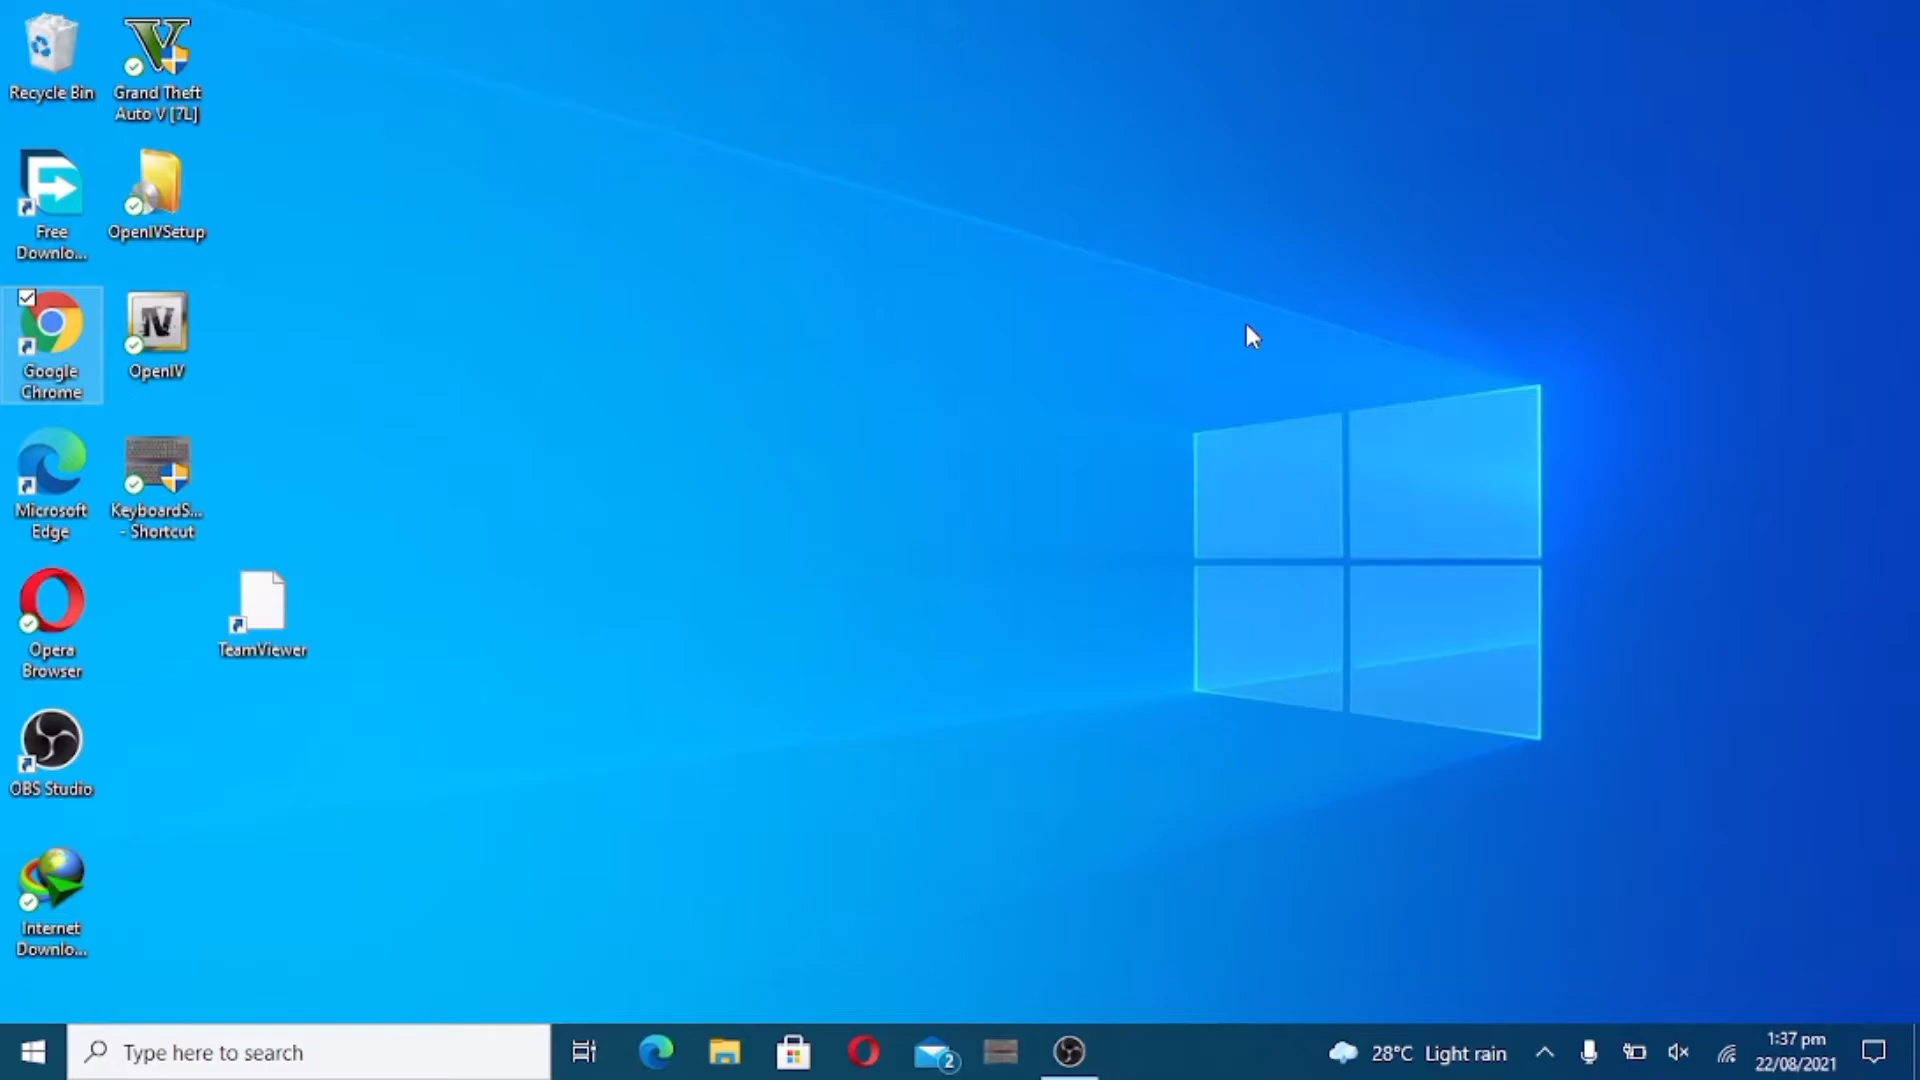 Recycle Bin
Grand Theft
Auto V [7L]
Free
Downlo...
OpenIVSetup
Google
Chrome
OpenIV
Microsoft
Edge
KeyboardS...
- Shortcut
Opera
Browser
TeamViewer
OBS Studio
Internet
Downlo...
Type here to search
2
28°C Light rain
1:37 pm
22/08/2021